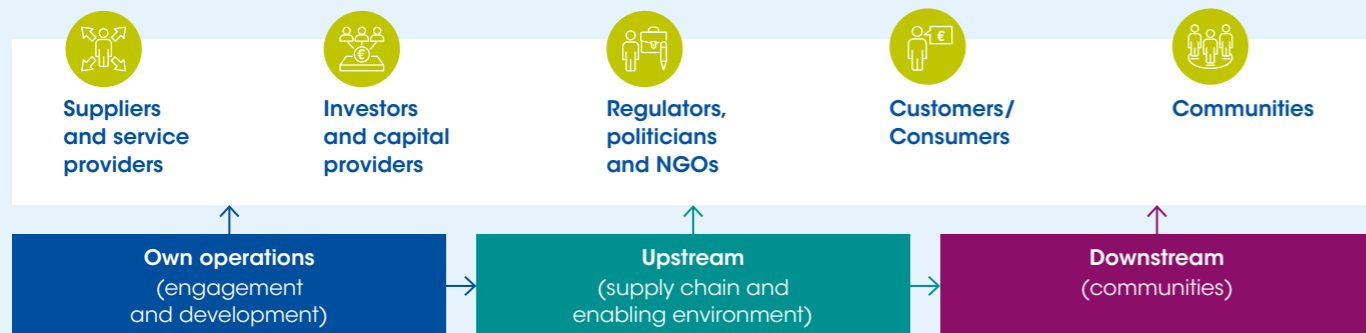 €
€
Suppliers
and service
providers
Investors
and capital
providers
Regulators,
politicians
and NGOs
Customers/
Consumers
Communities
Own operations
(engagement
and development)
Upstream
(supply chain and
enabling environment)
Downstream
(communities)